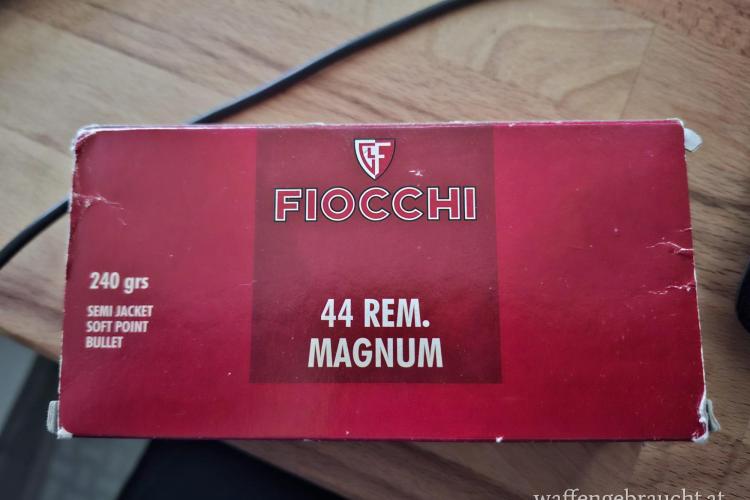 FIOCCHI
240 grs
SEMI JACKET
SOFT POINT
BULLET
44 REM.
MAGNUM
waffengebraucht.at